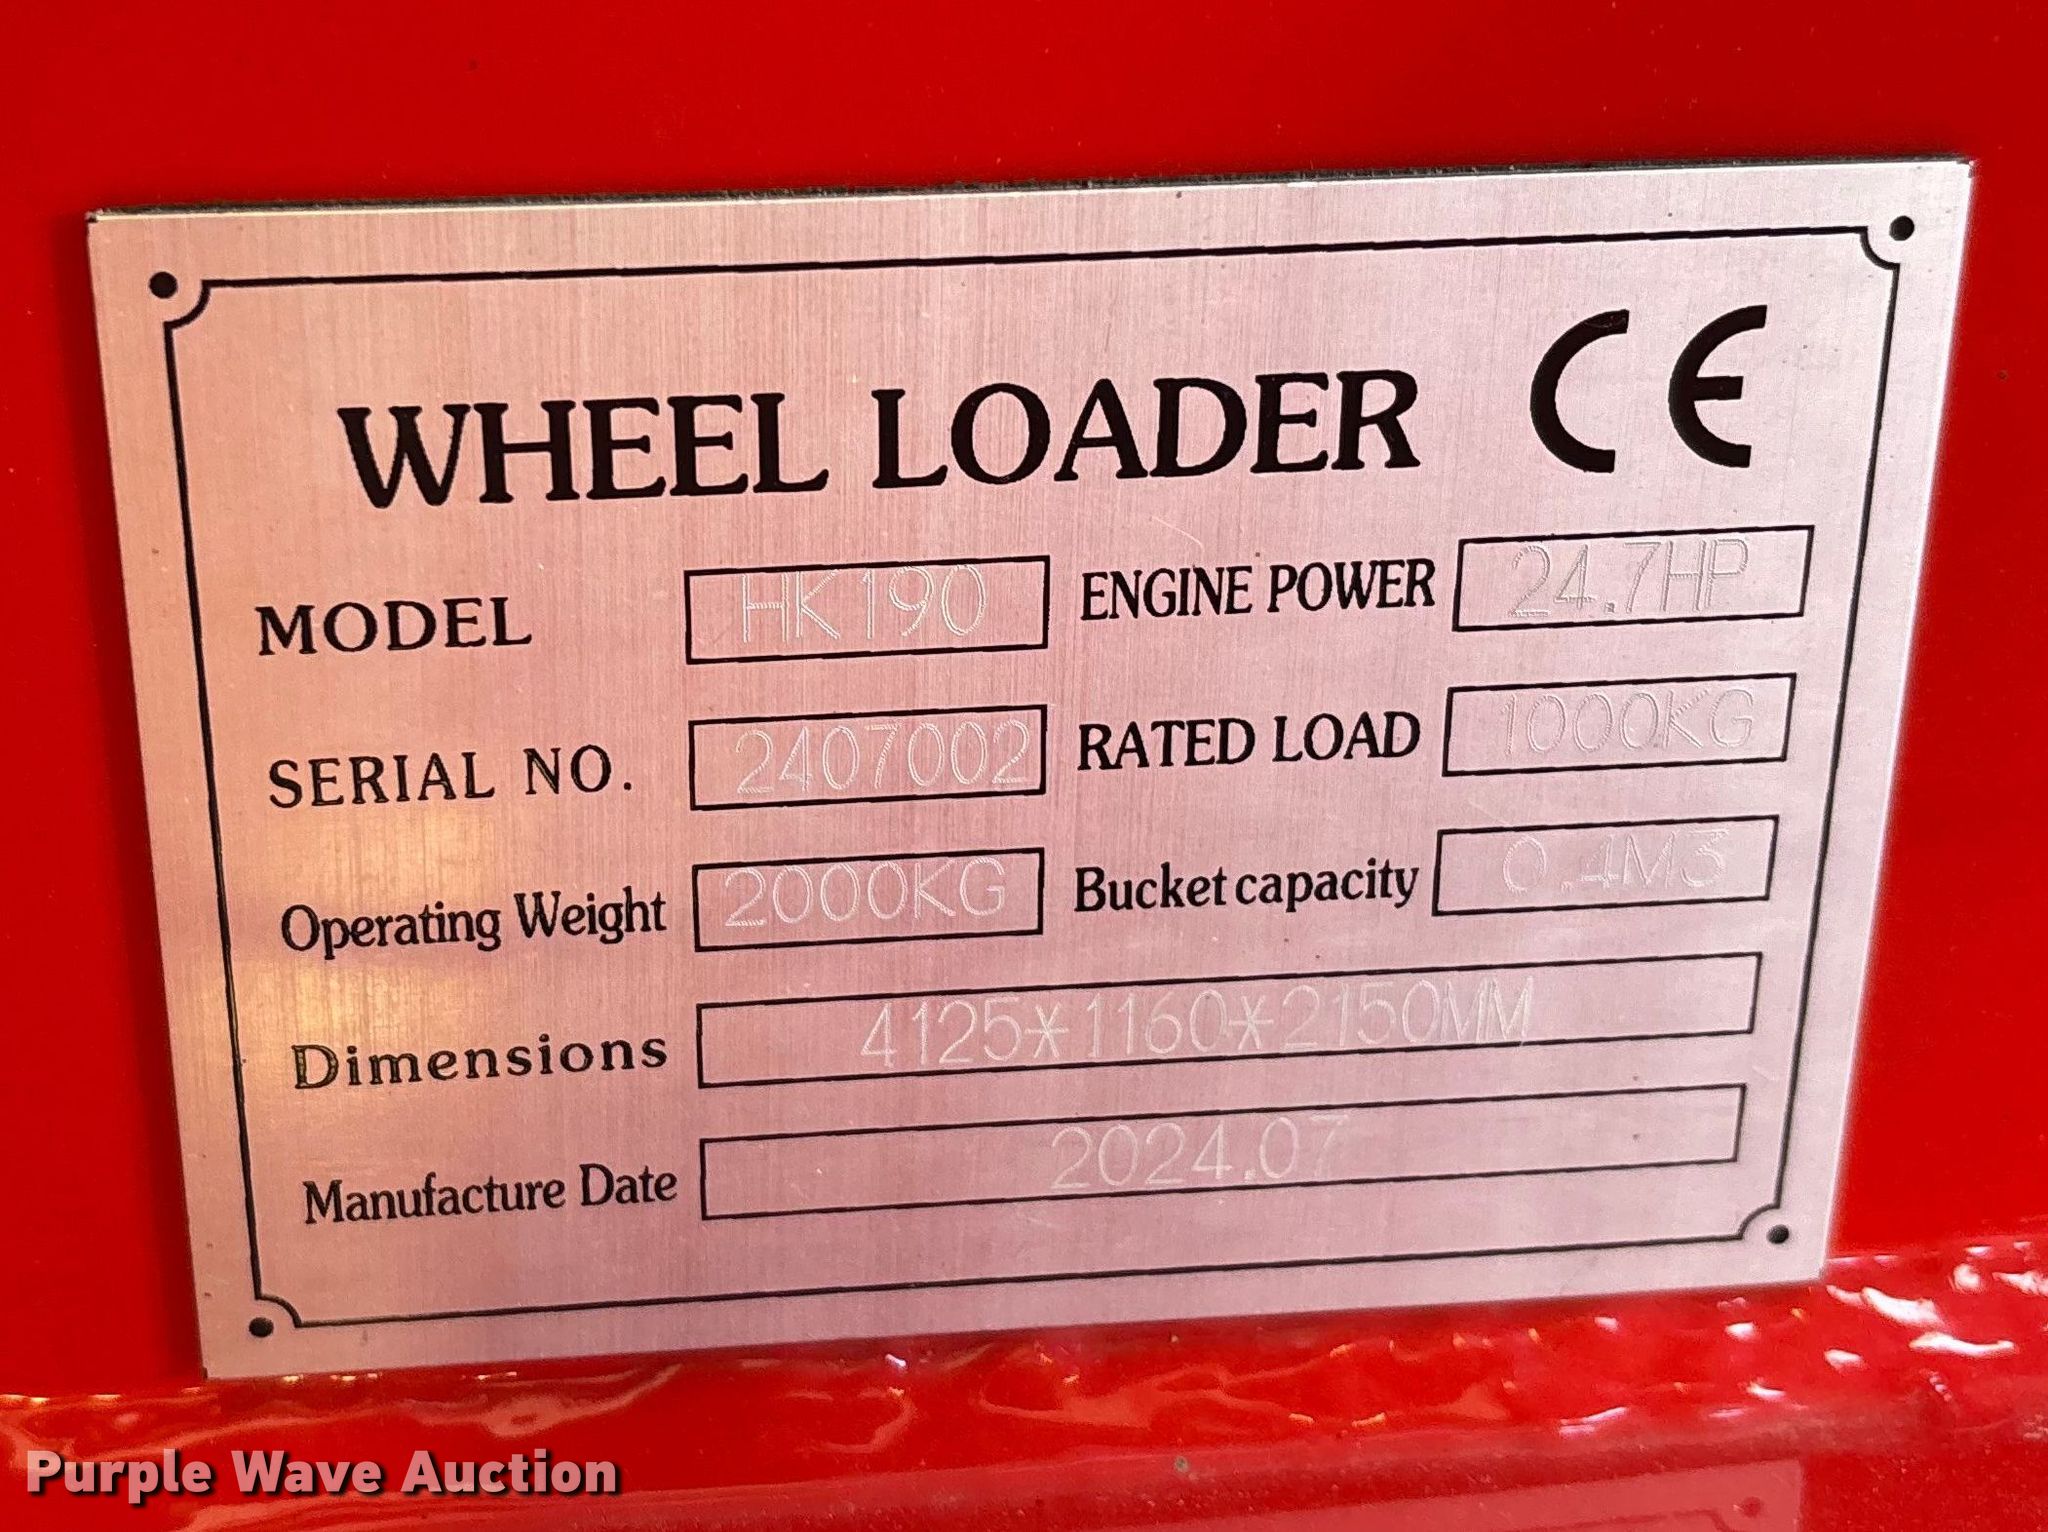 WHEEL LOADER CE
MODEL HK190 ENGINE POWER 24.7HP
SERIAL NO. 2407002 RATED LOAD 1000KG
Operating Weight 2000KG Bucket capacity 0.4M3
Dimensions 4125*1160*2150MM
Manufacture Date 2024.07
Purple Wave Auction